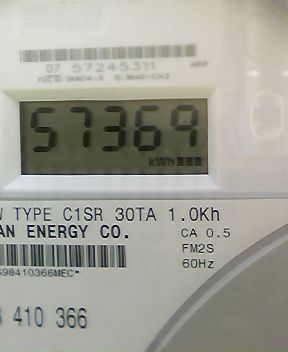 07 57245311
57369
kWh
TYPE C1SR 30TA 1.0Kh
AN ENERGY CO.
CA 0.5
FM2S
60Hz
S98410366MEC*
410 366